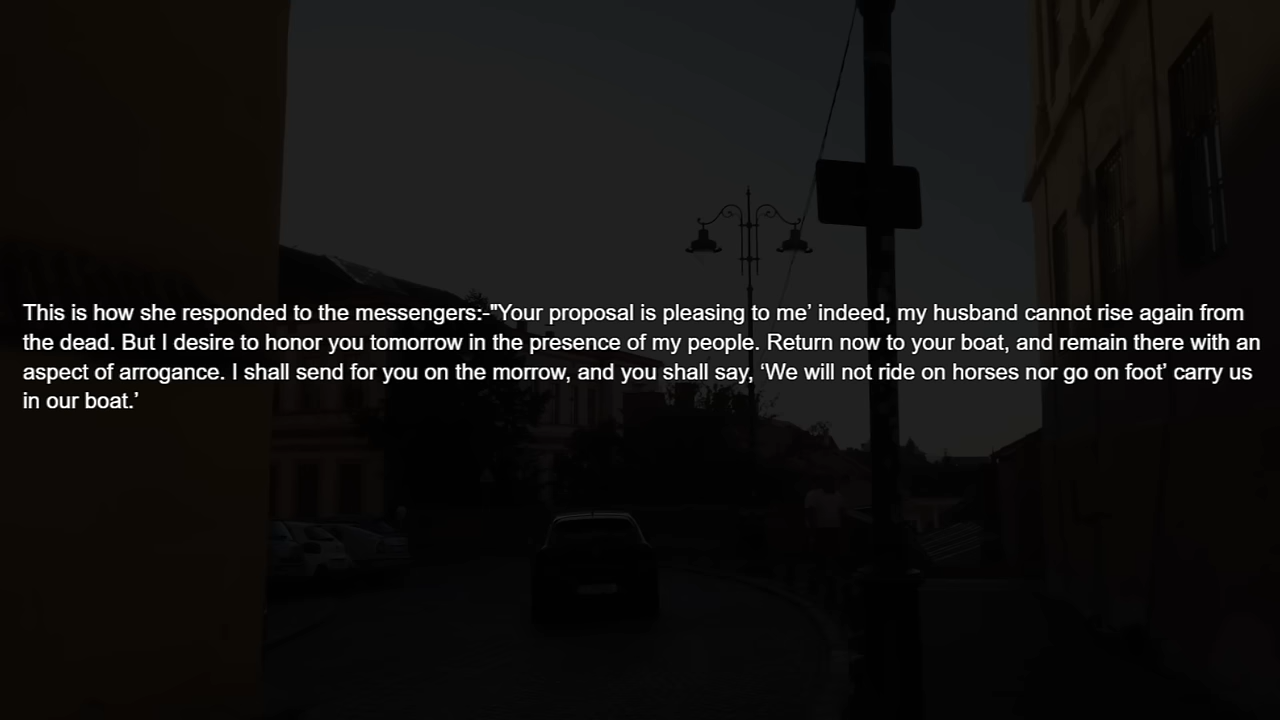 This is how she responded to the messengers:-"Your proposal is pleasing to me’ indeed, my husband cannot rise again from
the dead. But I desire to honor you tomorrow in the presence of my people. Return now to your boat, and remain there with an
aspect of arrogance. I shall send for you on the morrow, and you shall say, ‘We will not ride on horses nor go on foot’ carry us
in our boat.’